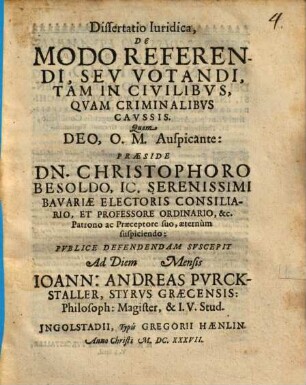 4.
Dissertatio Iuridica,
DE
MODO REFEREN-
DI, SEV VOTANDI,
TAM IN CIVILIBVS,
QVAM CRIMINALIBVS
CAVSSIS.
Quam
DEO, O. M. Auspicante:
PRÆSIDE
DN. CHRISTOPHORO
BESOLDO, IC. SERENISSIMI
BAVARIÆ ELECTORIS CONSILIA-
RIO, ET PROFESSORE ORDINARIO, &c.
Patrono ac Præceptore suo, æternùm
suspiciendo:
PVBLICE DEFENDENDAM SVSCEPIT
Ad Diem Mensis
IOANN: ANDREAS PVRCK-
STALLER, STYRVS GRÆCENSIS:
Philosoph: Magister, & I. V. Stud.
INGOLSTADII, Typis GREGORII HÆNLIN.
Anno Christi M. DC. XXXVII.